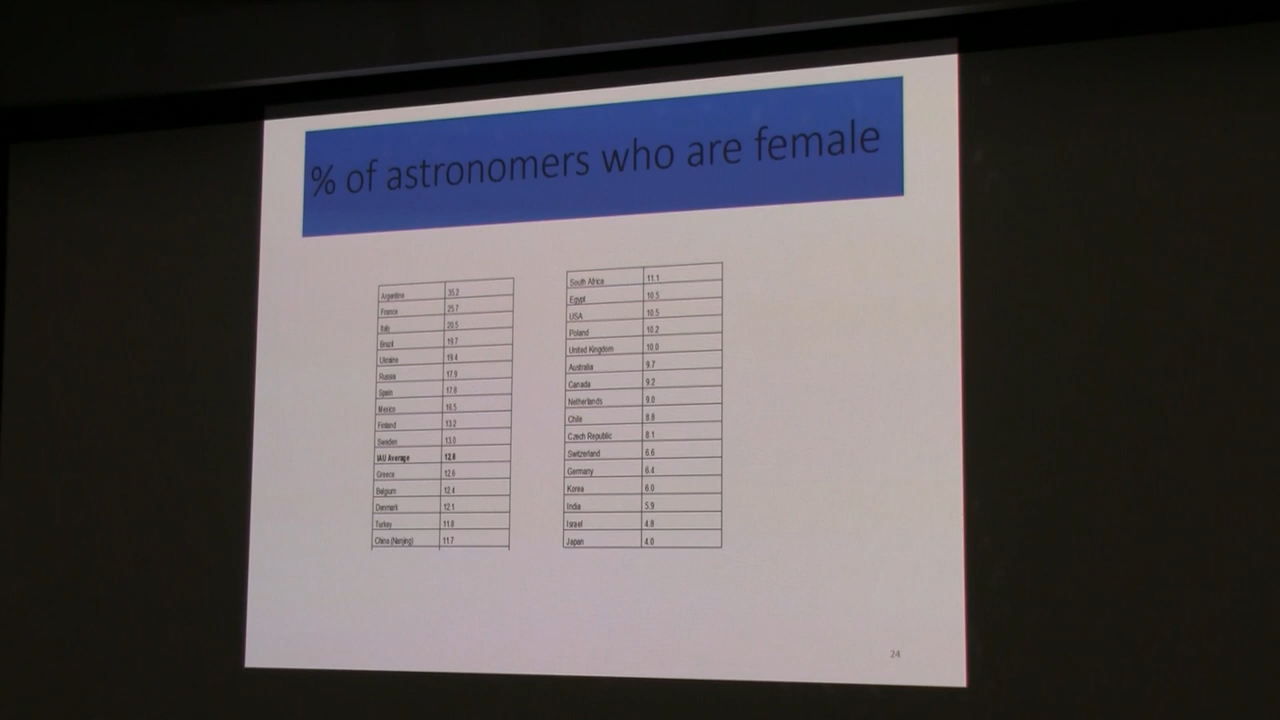 % of astronomers who are female
Argentina 35.2
France 25.7
Italy 20.5
Brazil 19.7
Ukraine 19.4
Russia 17.9
Spain 17.8
Mexico 16.5
Finland 13.2
Sweden 13.0
IAU Average 12.8
Greece 12.6
Belgium 12.4
Denmark 12.1
Turkey 11.8
China (Nanjing) 11.7
South Africa 11.1
Egypt 10.5
USA 10.5
Poland 10.2
United Kingdom 10.0
Australia 9.7
Canada 9.2
Netherlands 9.0
Chile 8.8
Czech Republic 8.1
Switzerland 6.6
Germany 6.4
Korea 6.0
India 5.9
Israel 4.8
Japan 4.0
24